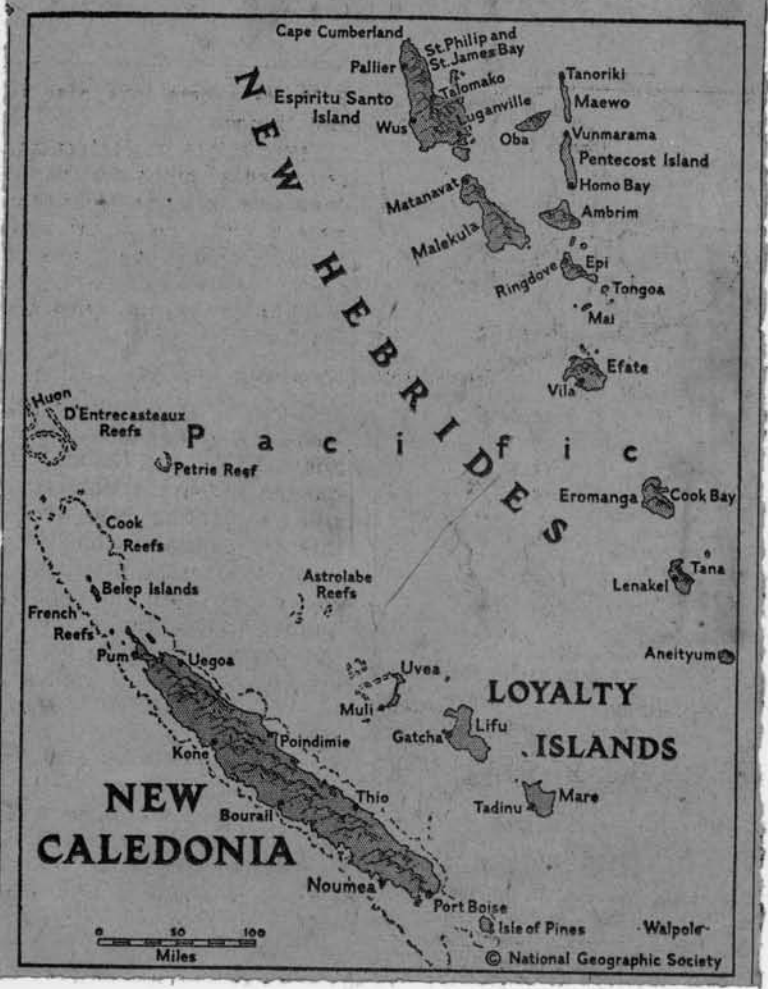 Cape Cumberland
St. Philip and
St. James Bay
Pallier
Talomako
Tanoriki
Espiritu Santo
Island
Maewo
Luganville
Wus
Oba
Vunmarama
Pentecost Island
Matanavat
Homo Bay
Ambrim
Malekula
Epi
Ringdove
Tongoa
Mai
Efate
Vila
NEW HEBRIDES
Huon
D'Entrecasteaux
Reefs
Pacific
Petrie Reef
Eromanga
Cook Bay
Cook
Reefs
Tana
Lenakel
Astrolabe
Reefs
Belep Islands
French
Reefs
Aneityum
Pum
Uegoa
Uvea
Muli
LOYALTY
ISLANDS
Lifu
Gatcha
Poindimie
Kone
NEW
CALEDONIA
Thio
Mare
Tadinu
Bourail
Noumea
Port Boise
Isle of Pines
Walpole
0 50 100
Miles
© National Geographic Society